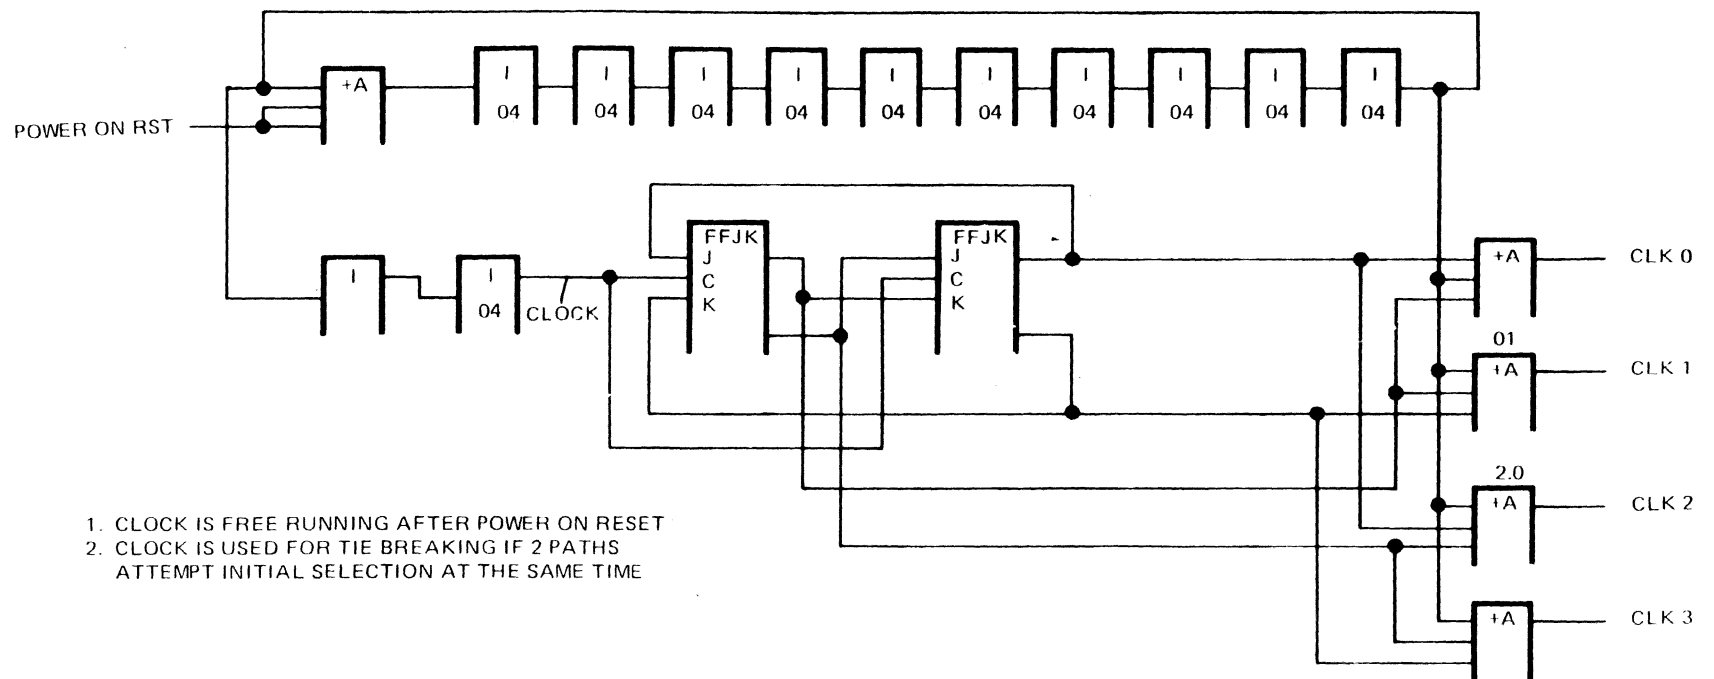 +A
I
04
I
04
I
04
I
04
I
04
I
04
I
04
I
04
I
04
I
04
POWER ON RST
FFJK
J
C
K
FFJK
J
C
K
I
I
04
CLOCK
+A
CLK 0
01
+A
CLK 1
2.0
+A
CLK 2
+A
CLK 3
1. CLOCK IS FREE RUNNING AFTER POWER ON RESET
2. CLOCK IS USED FOR TIE BREAKING IF 2 PATHS
ATTEMPT INITIAL SELECTION AT THE SAME TIME